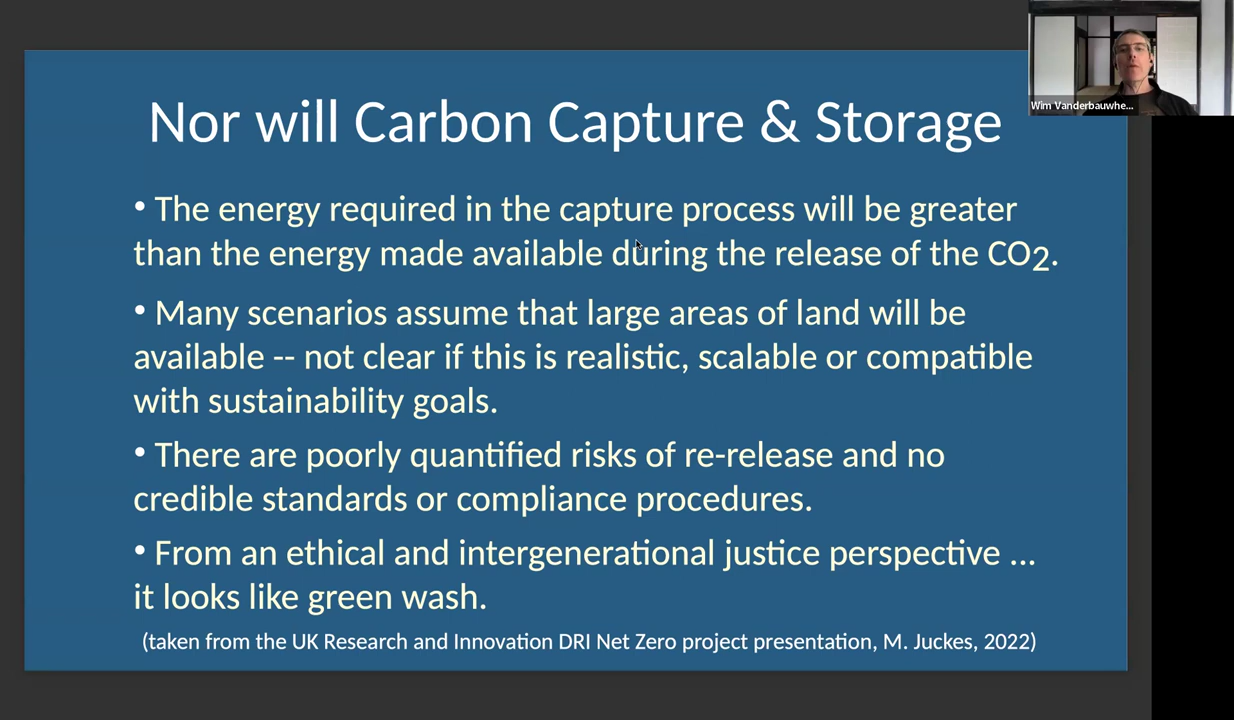 Nor will Carbon Capture & Storage
Wim Vanderbauwhe...
• The energy required in the capture process will be greater
than the energy made available during the release of the CO2.
• Many scenarios assume that large areas of land will be
available -- not clear if this is realistic, scalable or compatible
with sustainability goals.
• There are poorly quantified risks of re-release and no
credible standards or compliance procedures.
• From an ethical and intergenerational justice perspective ...
it looks like green wash.
(taken from the UK Research and Innovation DRI Net Zero project presentation, M. Juckes, 2022)